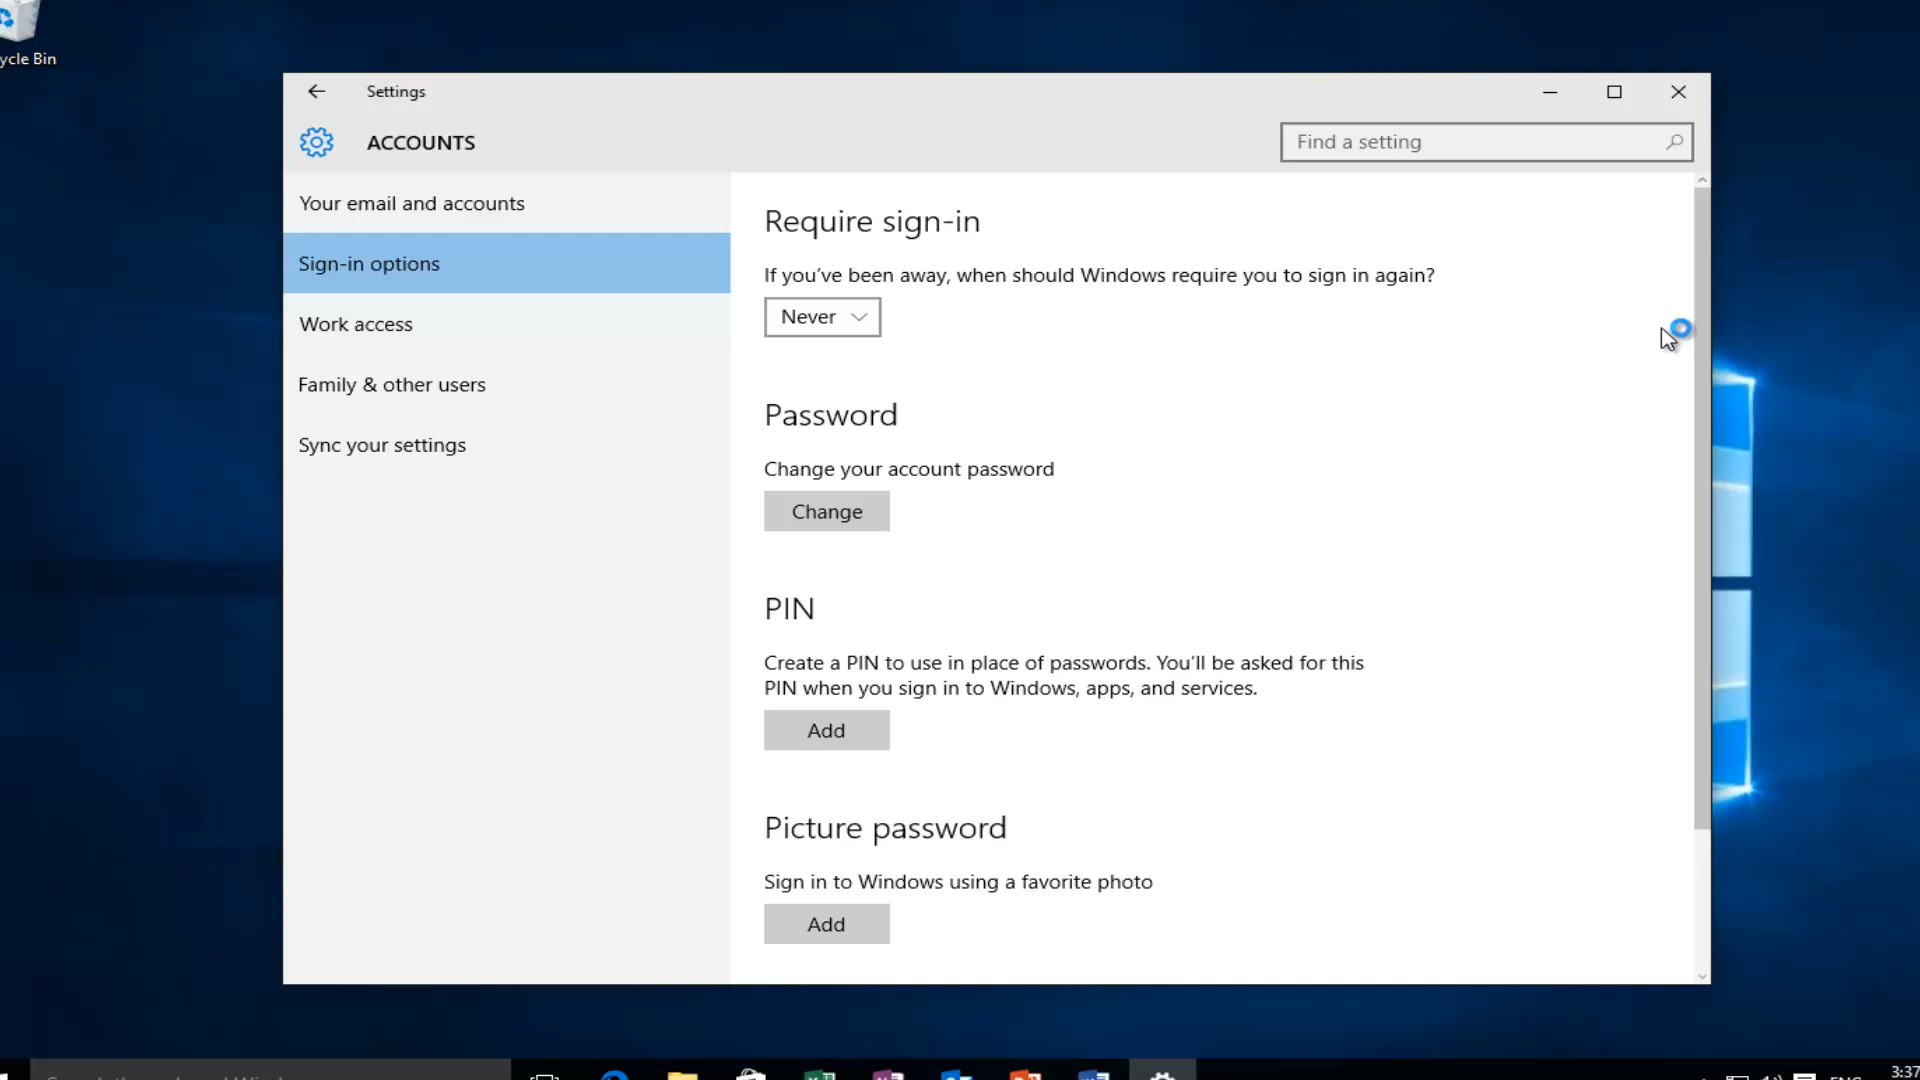 ycle Bin
Settings
ACCOUNTS
Find a setting
Your email and accounts
Sign-in options
Work access
Family & other users
Sync your settings
Require sign-in
If you've been away, when should Windows require you to sign in again?
Never
Password
Change your account password
Change
PIN
Create a PIN to use in place of passwords. You'll be asked for this
PIN when you sign in to Windows, apps, and services.
Add
Picture password
Sign in to Windows using a favorite photo
Add
3:37